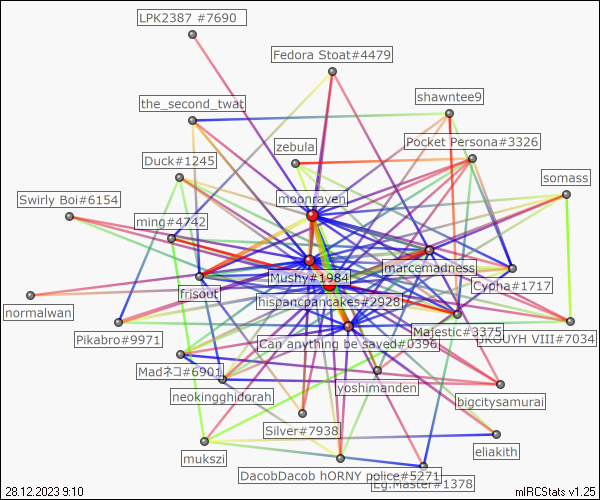 LPK2387 #7690
Fedora Stoat#4479
shawntee9
the_second_twat
Pocket Persona#3326
zebula
Duck#1245
somass
Swirly Boi#6154
moonraven
ming#4742
marcemadness
Mushy#1984
Cypha#1717
frisout
hispancpancakes#2928
normalwan
Majestic#3375
JKOUYH VIII#7034
Pikabro#9971
Can anything be saved#0396
Madネコ#6901
yoshimanden
neokingghidorah
bigcitysamurai
Silver#7938
eliakith
mukszi
DacobDacob hORNY police#5271
Lg.Master#1378
28.12.2023 9:10
mIRCStats v1.25